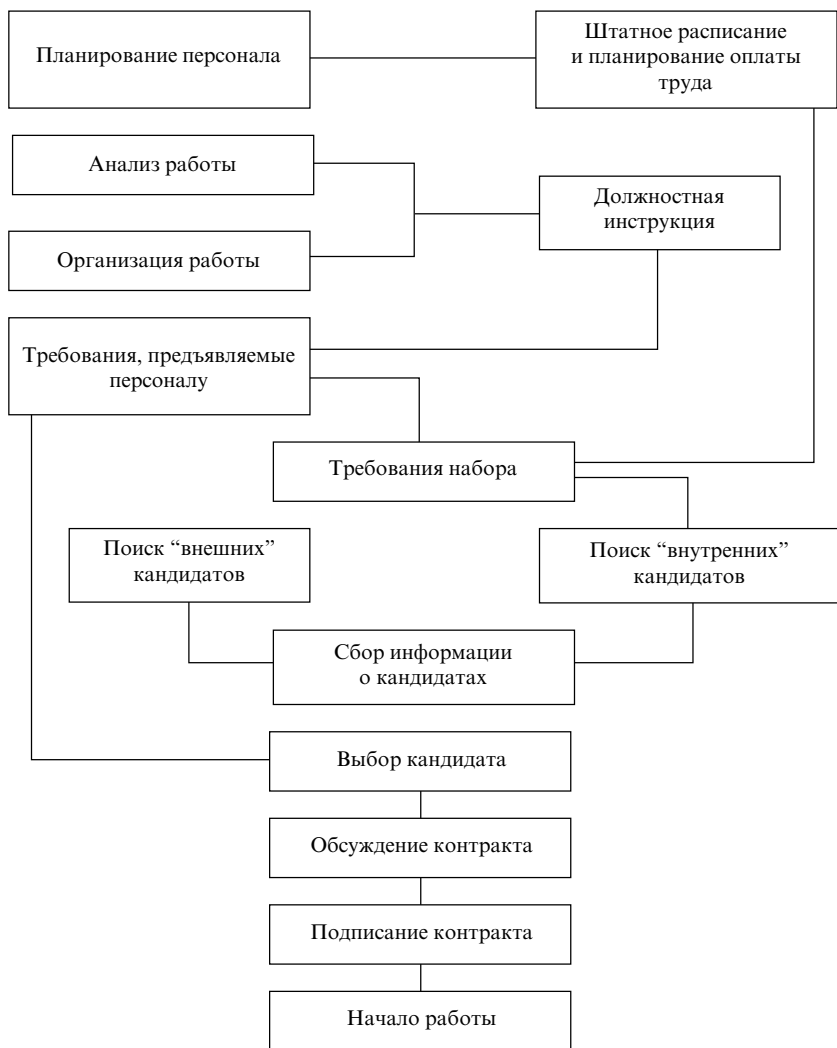 Планирование персонала
Штатное расписание
и планирование оплаты
труда
Анализ работы
Должностная
инструкция
Организация работы
Требования, предъявляемые
персоналу
Требования набора
Поиск “внешних”
кандидатов
Поиск “внутренних”
кандидатов
Сбор информации
о кандидатах
Выбор кандидата
Обсуждение контракта
Подписание контракта
Начало работы